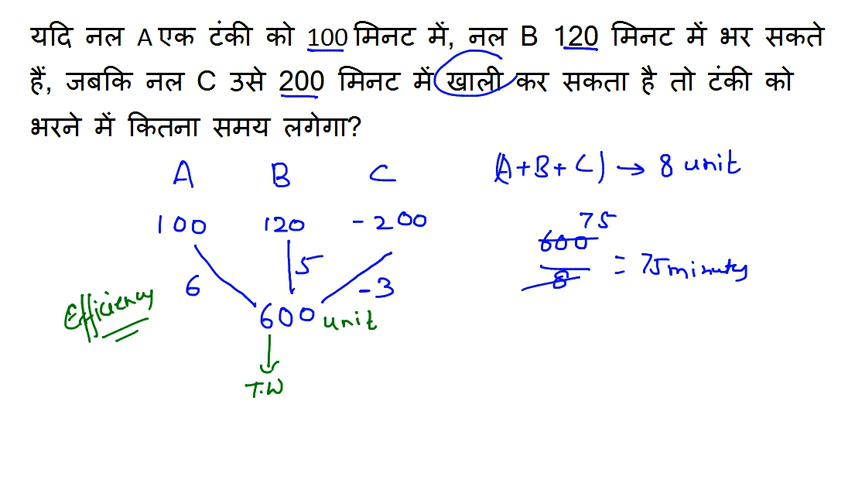 यदि नल A एक टंकी को 100 मिनट में, नल B 120 मिनट में भर सकते
हैं, जबकि नल C उसे 200 मिनट में खाली कर सकता है तो टंकी को
भरने में कितना समय लगेगा?
A B C
(A+B+C) → 8 unit
100 120 -200
6 5 -3
600 unit
Efficiency
T.W
75
600
8
= 75 minutes